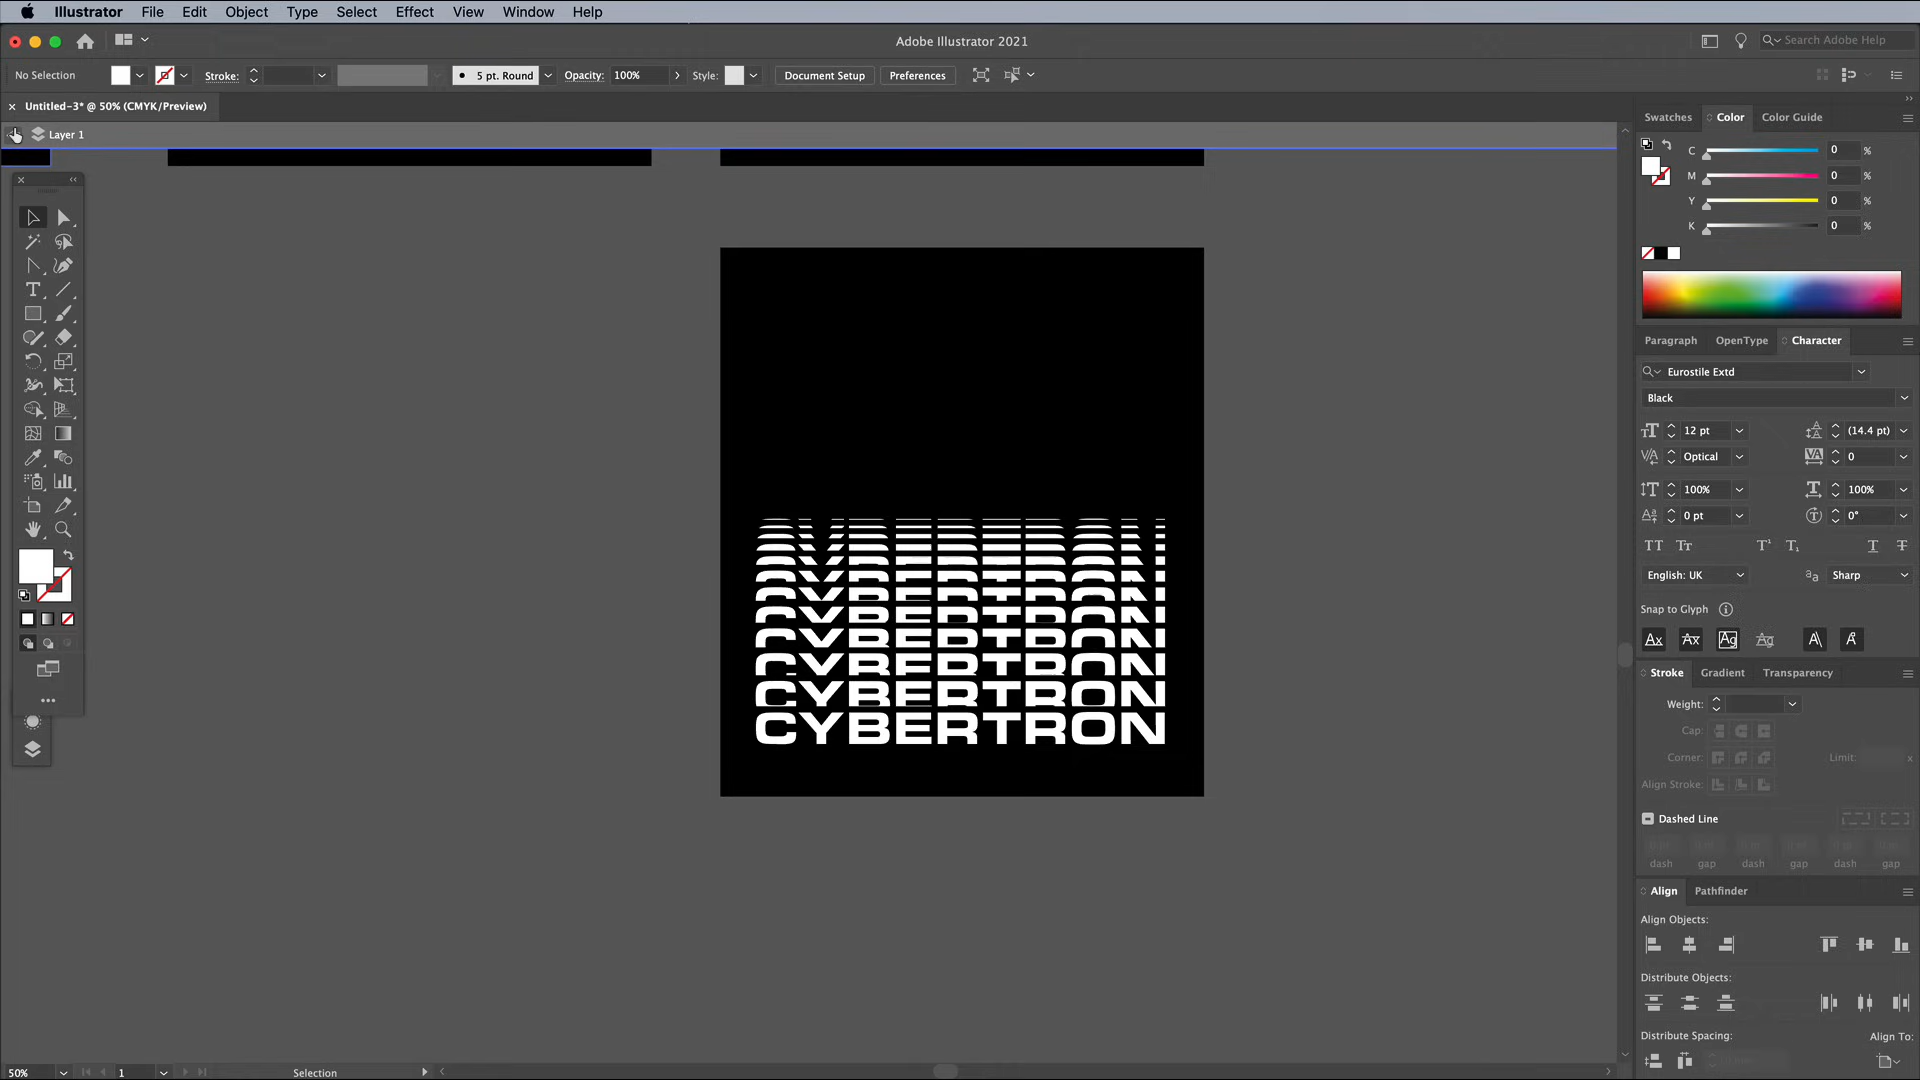 Illustrator File Edit Object Type Select Effect View Window Help
Adobe Illustrator 2021
Search Adobe Help
No Selection Stroke: 5 pt. Round Opacity: 100% Style: Document Setup Preferences
Untitled-3* @ 50% (CMYK/Preview)
Layer 1
Swatches Color Color Guide
C 0 %
M 0 %
Y 0 %
K 0 %
Paragraph OpenType Character
Eurostile Extd
Black
12 pt (14.4 pt)
Optical 0
100% 100%
0 pt 0°
English: UK Sharp
Snap to Glyph
Stroke Gradient Transparency
Weight:
Cap:
Corner: Limit: x
Align Stroke:
Dashed Line
dash gap dash gap dash gap
Align Pathfinder
Align Objects:
Distribute Objects:
Distribute Spacing: Align To:
CYBERTRON
CYBERTRON
CYBERTRON
CYBERTRON
50% 1 Selection